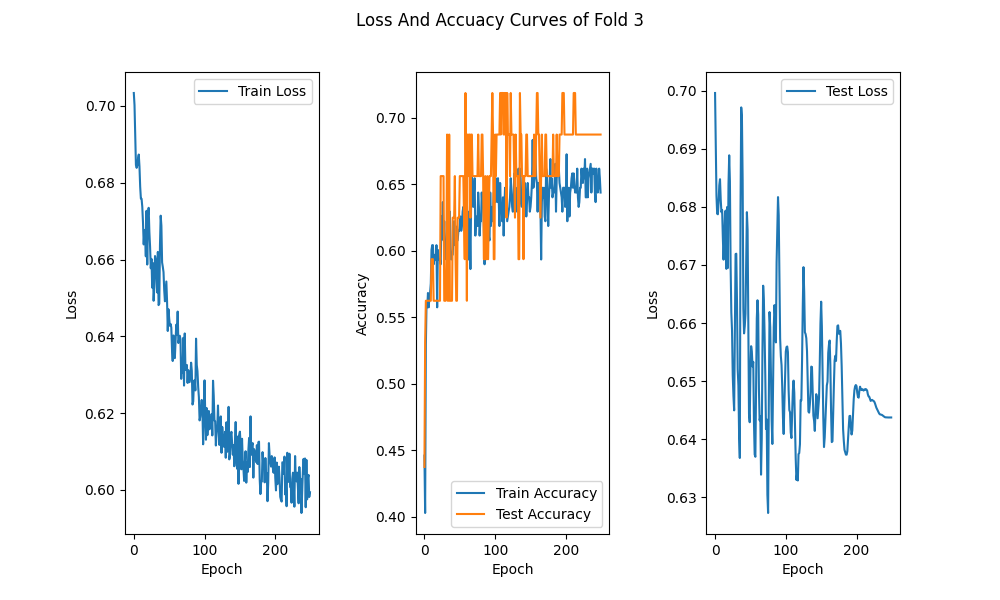 Loss And Accuacy Curves of Fold 3
Train Loss
0.70
0.68
0.66
0.64
0.62
0.60
Loss
0
100
200
Epoch
Train Accuracy
Test Accuracy
0.70
0.65
0.60
0.55
0.50
0.45
0.40
Accuracy
0
100
200
Epoch
Test Loss
0.70
0.69
0.68
0.67
0.66
0.65
0.64
0.63
Loss
0
100
200
Epoch